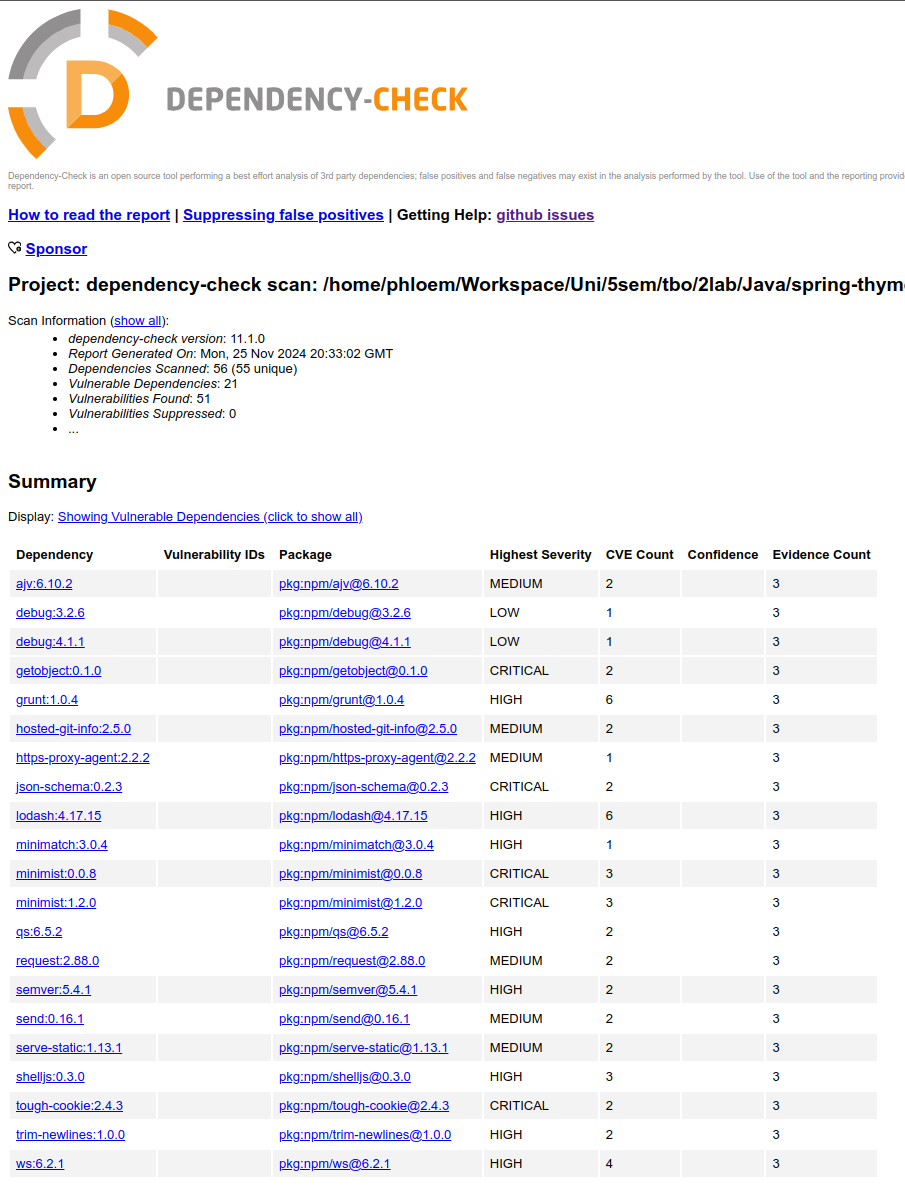 D
DEPENDENCY-CHECK
Dependency-Check is an open source tool performing a best effort analysis of 3rd party dependencies; false positives and false negatives may exist in the analysis performed by the tool. Use of the tool and the reporting provid
report.
How to read the report | Suppressing false positives | Getting Help: github issues
Sponsor
Project: dependency-check scan: /home/phloem/Workspace/Uni/5sem/tbo/2lab/Java/spring-thym
Scan Information (show all):
• dependency-check version: 11.1.0
• Report Generated On: Mon, 25 Nov 2024 20:33:02 GMT
• Dependencies Scanned: 56 (55 unique)
• Vulnerable Dependencies: 21
• Vulnerabilities Found: 51
• Vulnerabilities Suppressed: 0
• ...
Summary
Display: Showing Vulnerable Dependencies (click to show all)
Dependency Vulnerability IDs Package Highest Severity CVE Count Confidence Evidence Count
ajv:6.10.2 pkg:npm/ajv@6.10.2 MEDIUM 2 3
debug:3.2.6 pkg:npm/debug@3.2.6 LOW 1 3
debug:4.1.1 pkg:npm/debug@4.1.1 LOW 1 3
getobject:0.1.0 pkg:npm/getobject@0.1.0 CRITICAL 2 3
grunt:1.0.4 pkg:npm/grunt@1.0.4 HIGH 6 3
hosted-git-info:2.5.0 pkg:npm/hosted-git-info@2.5.0 MEDIUM 2 3
https-proxy-agent:2.2.2 pkg:npm/https-proxy-agent@2.2.2 MEDIUM 1 3
json-schema:0.2.3 pkg:npm/json-schema@0.2.3 CRITICAL 2 3
lodash:4.17.15 pkg:npm/lodash@4.17.15 HIGH 6 3
minimatch:3.0.4 pkg:npm/minimatch@3.0.4 HIGH 1 3
minimist:0.0.8 pkg:npm/minimist@0.0.8 CRITICAL 3 3
minimist:1.2.0 pkg:npm/minimist@1.2.0 CRITICAL 3 3
qs:6.5.2 pkg:npm/qs@6.5.2 HIGH 2 3
request:2.88.0 pkg:npm/request@2.88.0 MEDIUM 2 3
semver:5.4.1 pkg:npm/semver@5.4.1 HIGH 2 3
send:0.16.1 pkg:npm/send@0.16.1 MEDIUM 2 3
serve-static:1.13.1 pkg:npm/serve-static@1.13.1 MEDIUM 2 3
shelljs:0.3.0 pkg:npm/shelljs@0.3.0 HIGH 3 3
tough-cookie:2.4.3 pkg:npm/tough-cookie@2.4.3 CRITICAL 2 3
trim-newlines:1.0.0 pkg:npm/trim-newlines@1.0.0 HIGH 2 3
ws:6.2.1 pkg:npm/ws@6.2.1 HIGH 4 3